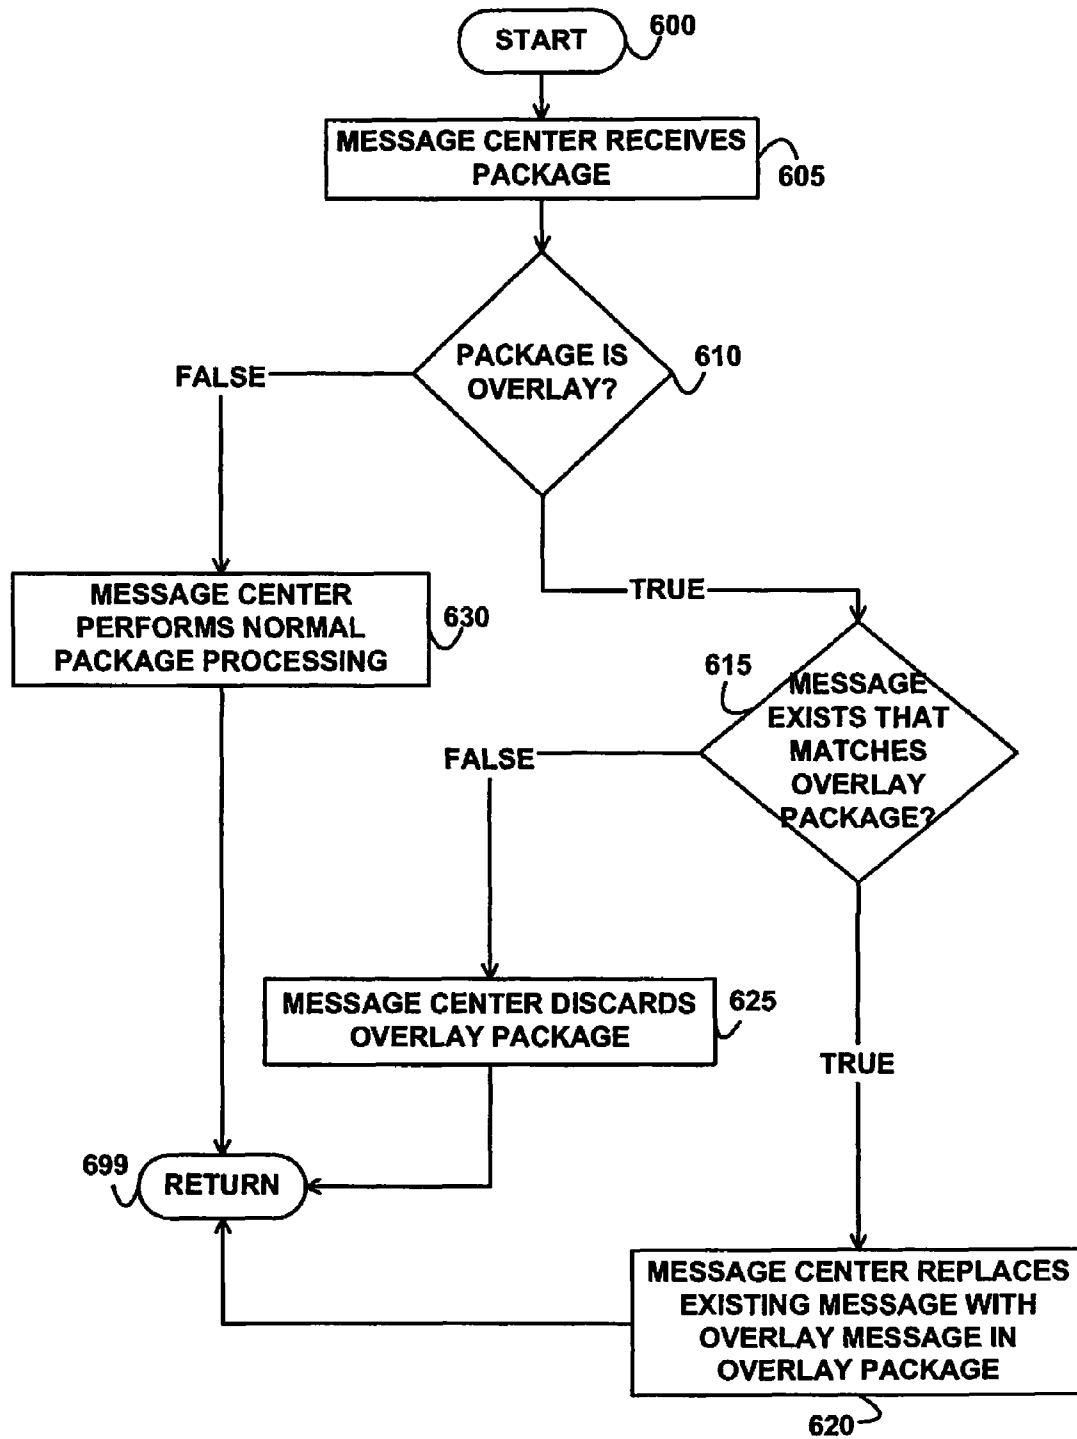 START
600
MESSAGE CENTER RECEIVES
PACKAGE
605
PACKAGE IS
OVERLAY?
610
FALSE
TRUE
MESSAGE CENTER
PERFORMS NORMAL
PACKAGE PROCESSING
630
615
MESSAGE
EXISTS THAT
MATCHES
OVERLAY
PACKAGE?
FALSE
MESSAGE CENTER DISCARDS
OVERLAY PACKAGE
625
TRUE
699
RETURN
MESSAGE CENTER REPLACES
EXISTING MESSAGE WITH
OVERLAY MESSAGE IN
OVERLAY PACKAGE
620